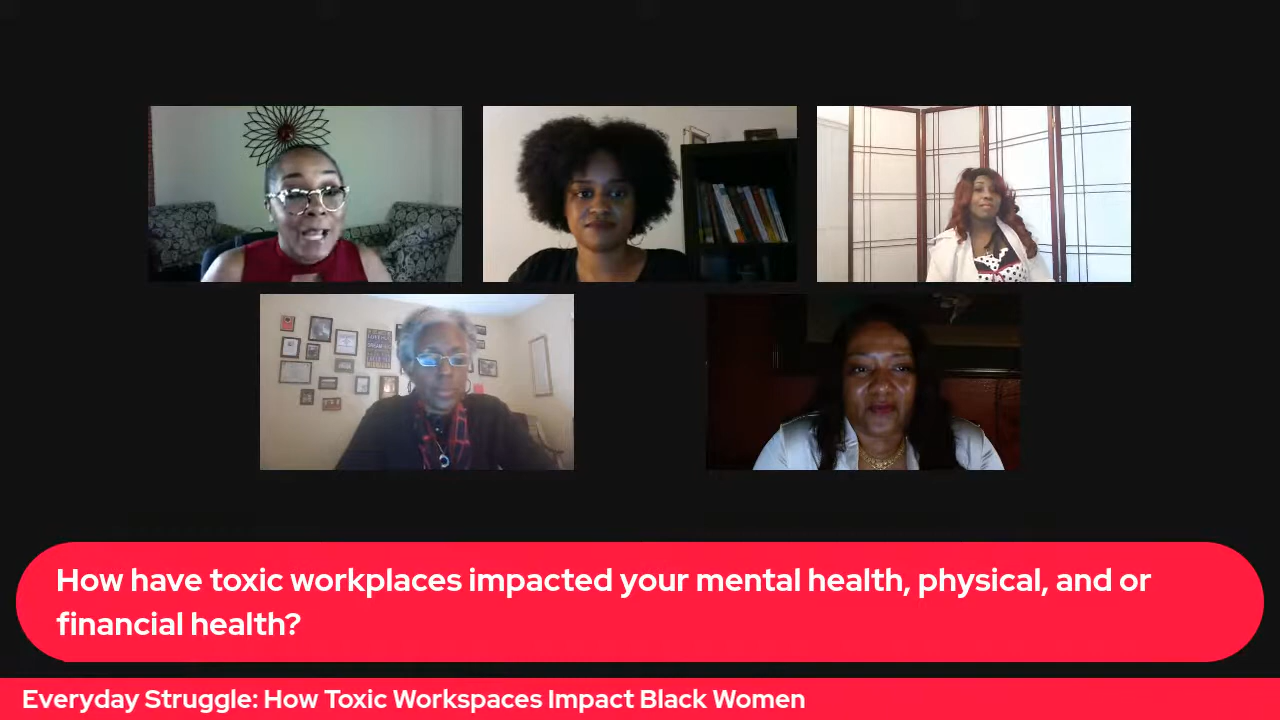 How have toxic workplaces impacted your mental health, physical, and or
financial health?
Everyday Struggle: How Toxic Workspaces Impact Black Women